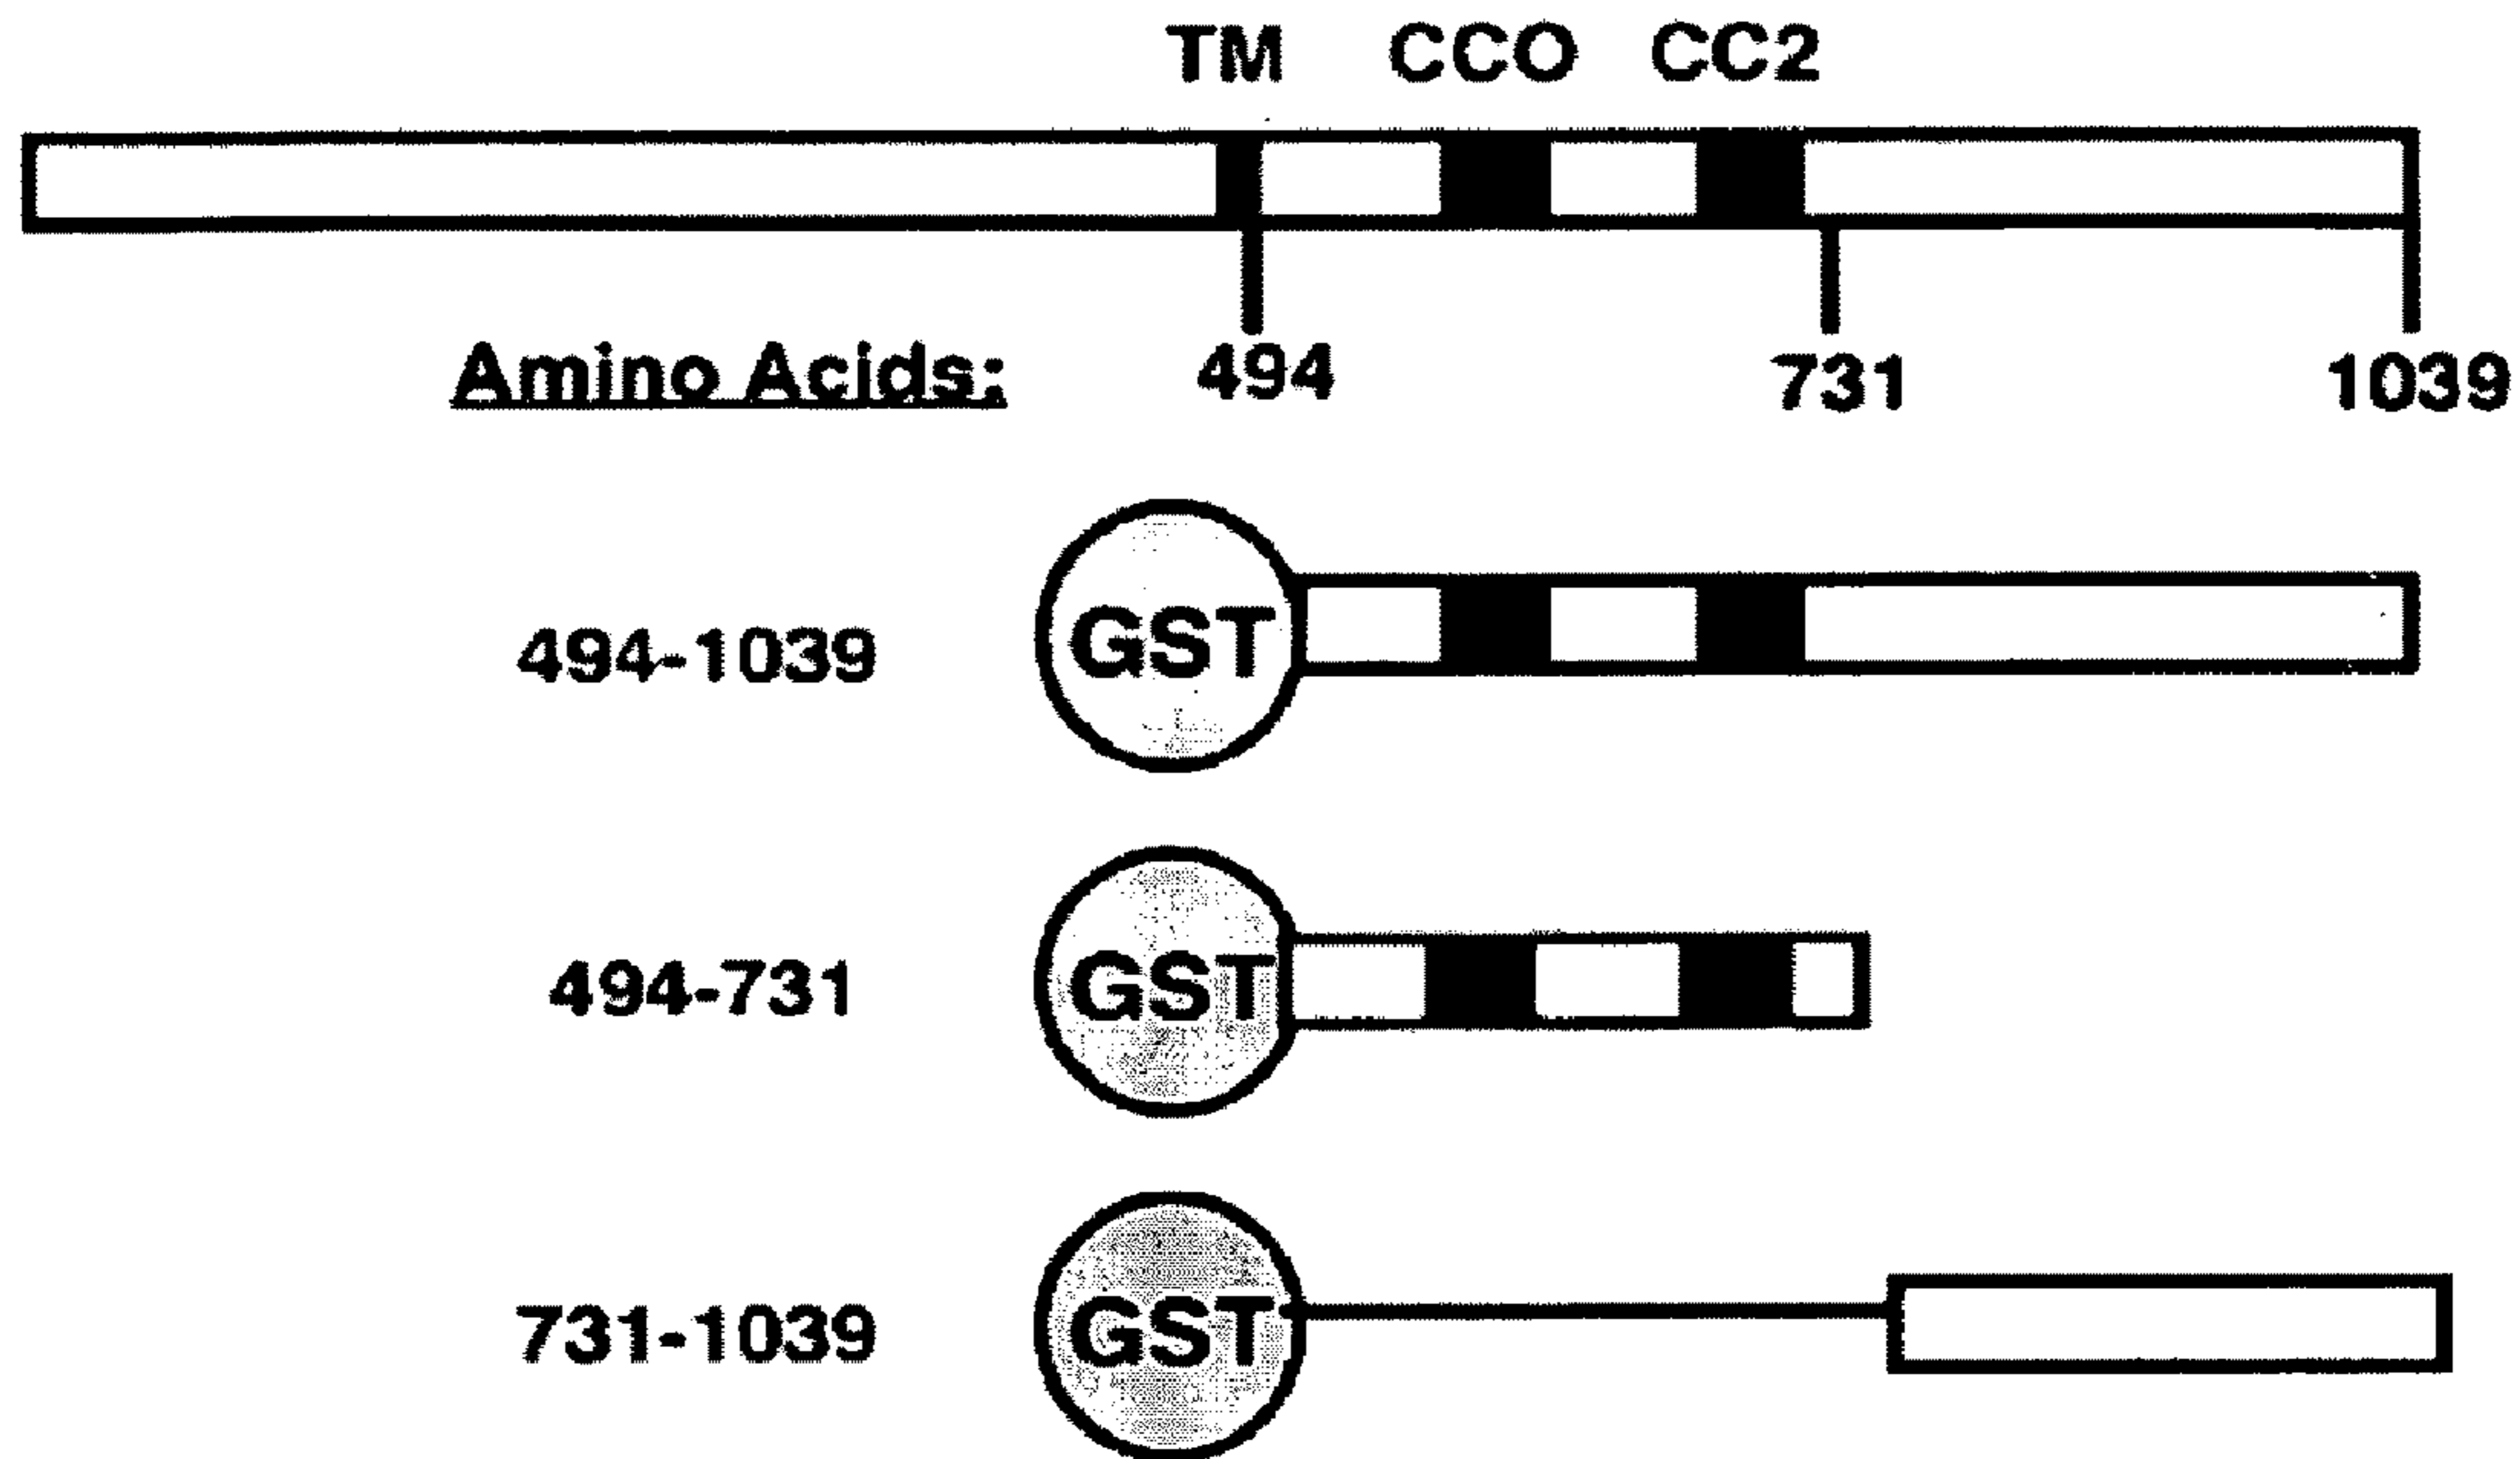 TM CCO CC2
Amino Acids: 494 731 1039
494-1039 GST
494-731 GST
731-1039 GST